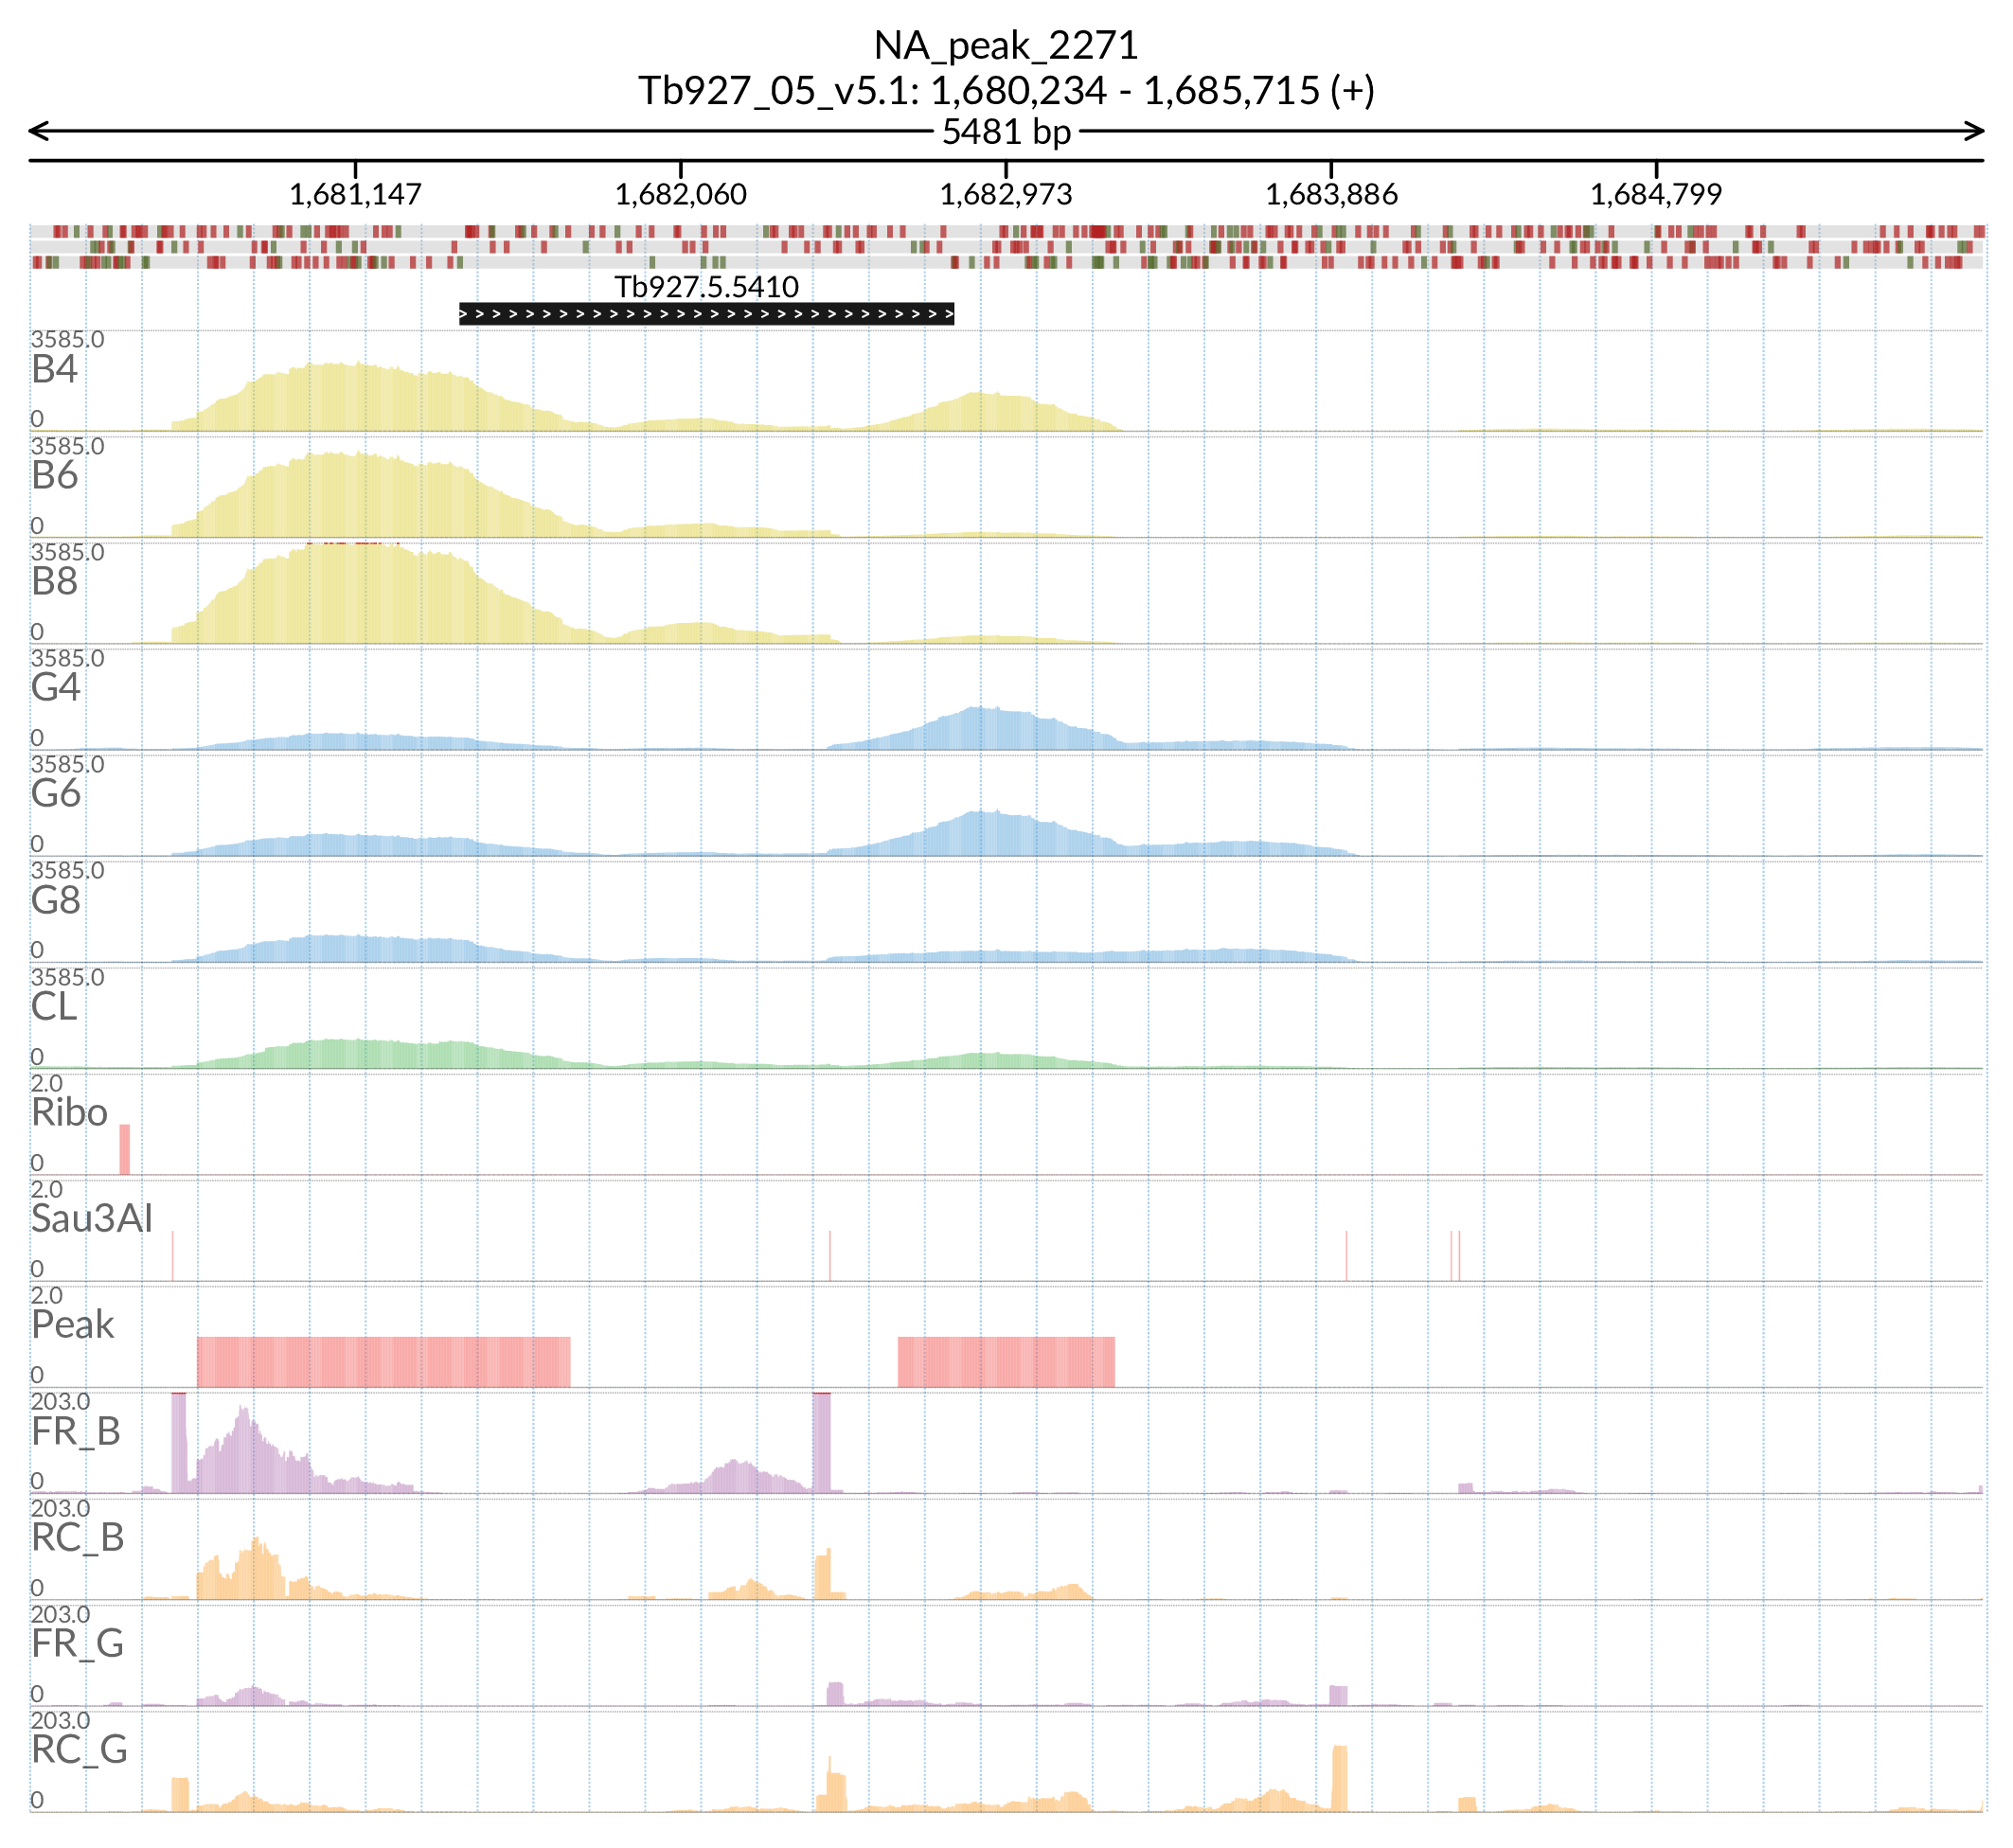 NA_peak_2271
Tb927_05_v5.1: 1,680,234 - 1,685,715 (+)
5481 bp
1,681,147 1,682,060 1,682,973 1,683,886 1,684,799
Tb927.5.5410
3585.0
B4
0
3585.0
B6
0
3585.0
B8
0
3585.0
G4
0
3585.0
G6
0
3585.0
G8
0
3585.0
CL
0
2.0
Ribo
0
2.0
Sau3AI
0
2.0
Peak
0
203.0
FR_B
0
203.0
RC_B
0
203.0
FR_G
0
203.0
RC_G
0